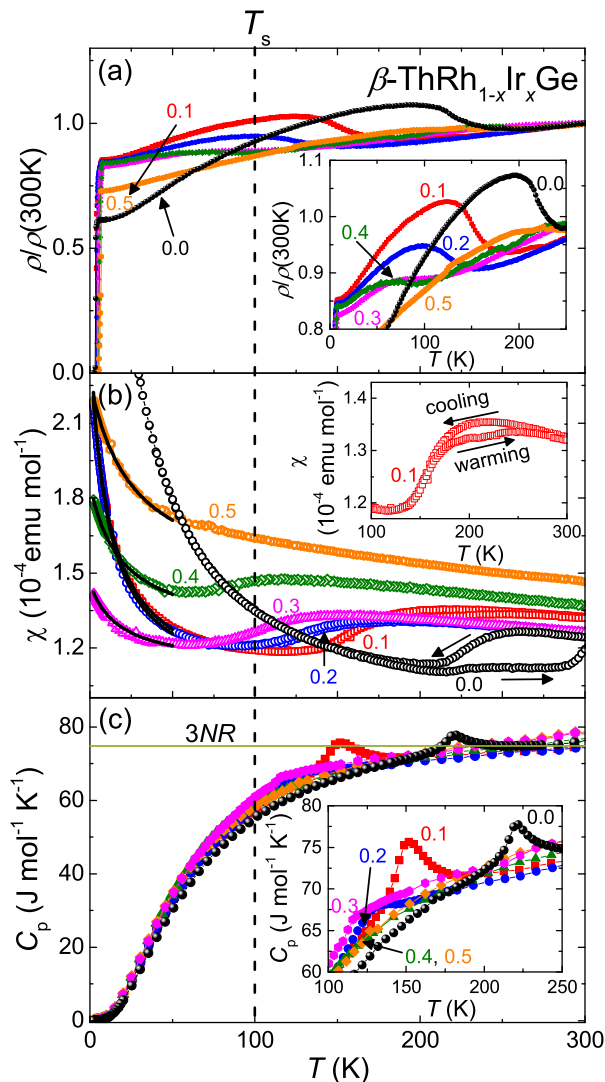 Tₛ
(a)
β-ThRh₁₋ₓIrₓGe
1.0
0.5
0.0
ρ/ρ(300K)
0.1
0.5
0.0
1.1
1.0
0.9
0.8
ρ/ρ(300K)
0.1
0.0
0.4
0.2
0.3
0.5
0 100 200
T (K)
(b)
2.1
1.8
1.5
1.2
χ (10⁻⁴ emu mol⁻¹)
0.5
0.4
0.3
0.2
0.1
0.0
1.4
1.3
1.2
χ
(10⁻⁴ emu mol⁻¹)
cooling
warming
0.1
100 200 300
T (K)
(c)
3NR
80
60
40
20
0
Cₚ (J mol⁻¹ K⁻¹)
80
75
70
65
60
Cₚ (J mol⁻¹ K⁻¹)
0.0
0.1
0.2
0.3
0.4, 0.5
100 150 200 250
T (K)
0 100 200 300
T (K)